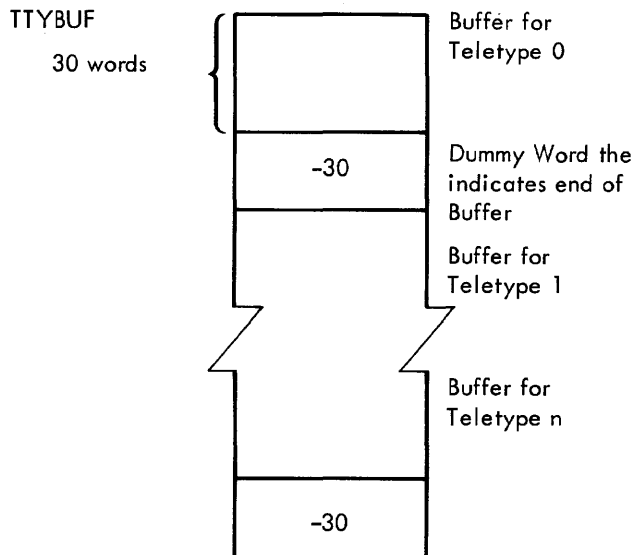 TTYBUF
30 words
Buffer for
Teletype 0
-30
Dummy Word the
indicates end of
Buffer
Buffer for
Teletype 1
Buffer for
Teletype n
-30